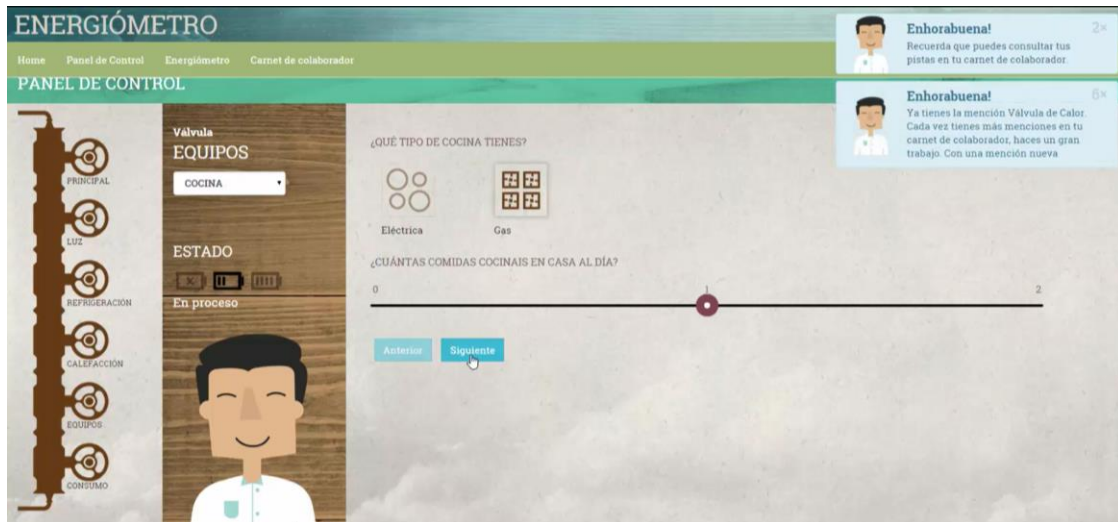 ENERGIÓMETRO
Home Panel de Control Energiómetro Carnet de colaborador
PANEL DE CONTROL
Enhorabuena! 2×
Recuerda que puedes consultar tus
pistas en tu carnet de colaborador.
Enhorabuena! 6×
Ya tienes la mención Válvula de Calor.
Cada vez tienes más menciones en tu
carnet de colaborador, haces un gran
trabajo. Con una mención nueva
PRINCIPAL
LUZ
REFRIGERACIÓN
CALEFACCIÓN
EQUIPOS
CONSUMO
Válvula
EQUIPOS
COCINA
ESTADO
En proceso
¿QUÉ TIPO DE COCINA TIENES?
Eléctrica Gas
¿CUÁNTAS COMIDAS COCINAIS EN CASA AL DÍA?
0 1 2
Anterior Siguiente